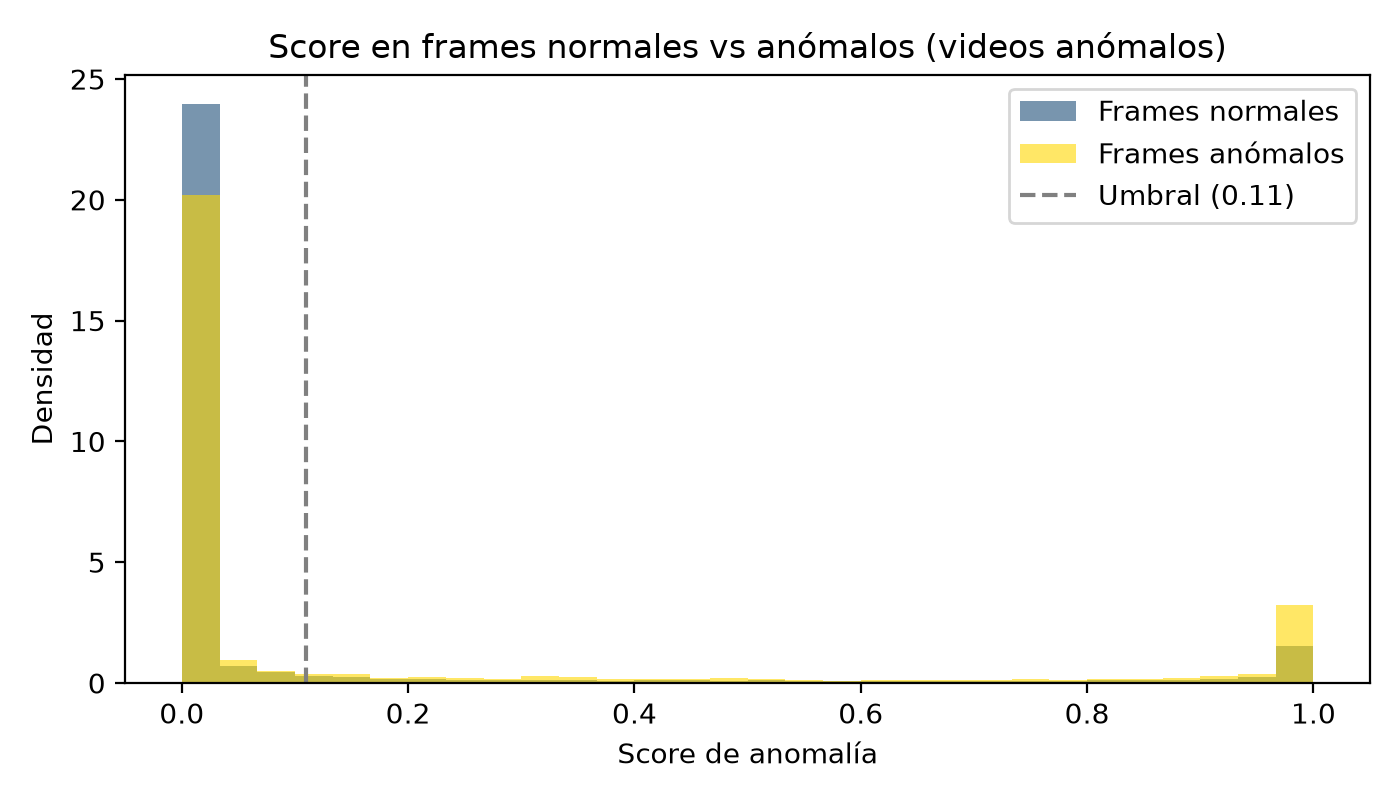 Score en frames normales vs anómalos (videos anómalos)
25
20
15
10
5
0
Densidad
Frames normales
Frames anómalos
Umbral (0.11)
0.0 0.2 0.4 0.6 0.8 1.0
Score de anomalía